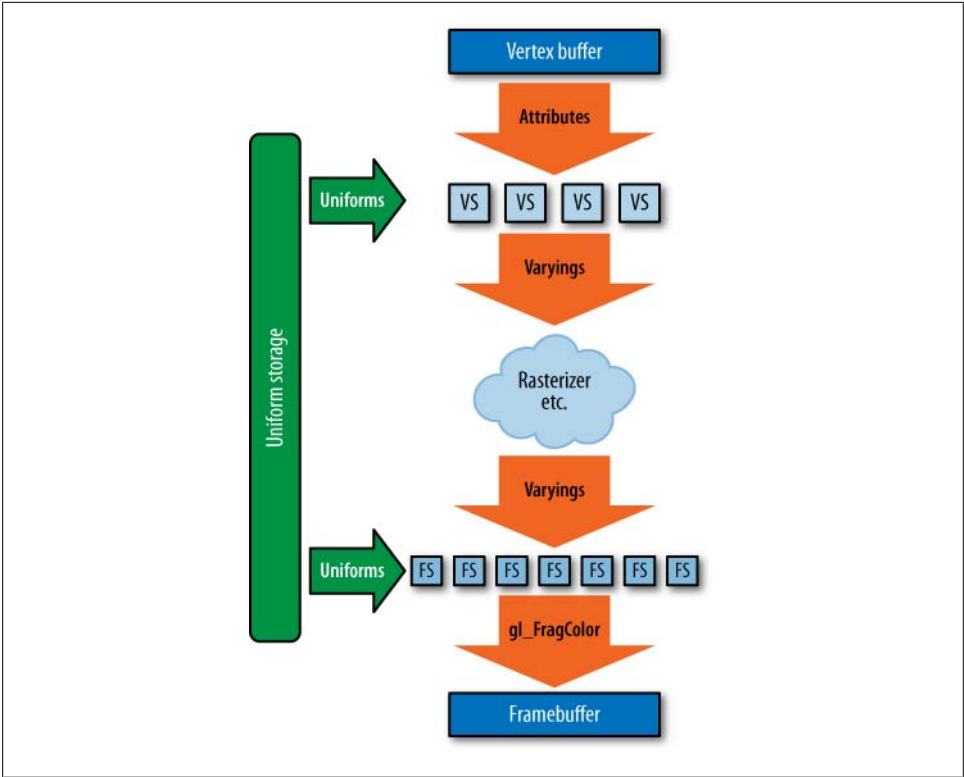 Vertex buffer
Attributes
Uniforms
VS VS VS VS
Varyings
Uniform storage
Rasterizer
etc.
Varyings
Uniforms
FS FS FS FS FS FS FS
gl_FragColor
Framebuffer